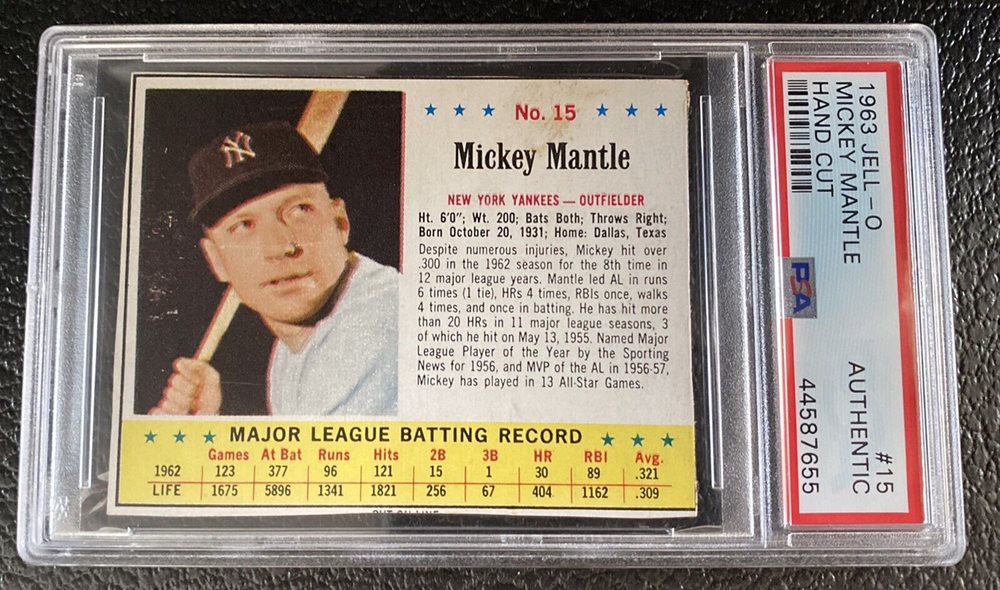 NY
★ ★ ★ No. 15 ★ ★ ★
Mickey Mantle
NEW YORK YANKEES — OUTFIELDER
Ht. 6'0"; Wt. 200; Bats Both; Throws Right;
Born October 20, 1931; Home: Dallas, Texas
Despite numerous injuries, Mickey hit over
.300 in the 1962 season for the 8th time in
12 major league years. Mantle led AL in runs
6 times (1 tie), HRs 4 times, RBIs once, walks
4 times, and once in batting. He has hit more
than 20 HRs in 11 major league seasons, 3
of which he hit on May 13, 1955. Named Major
League Player of the Year by the Sporting
News for 1956, and MVP of the AL in 1956-57,
Mickey has played in 13 All-Star Games.
★ ★ ★ MAJOR LEAGUE BATTING RECORD ★ ★ ★
Games At Bat Runs Hits 2B 3B HR RBI Avg.
1962 123 377 96 121 15 1 30 89 .321
LIFE 1675 5896 1341 1821 256 67 404 1162 .309
1963 JELL - O #15
MICKEY MANTLE AUTHENTIC
HAND CUT
PSA 44587655